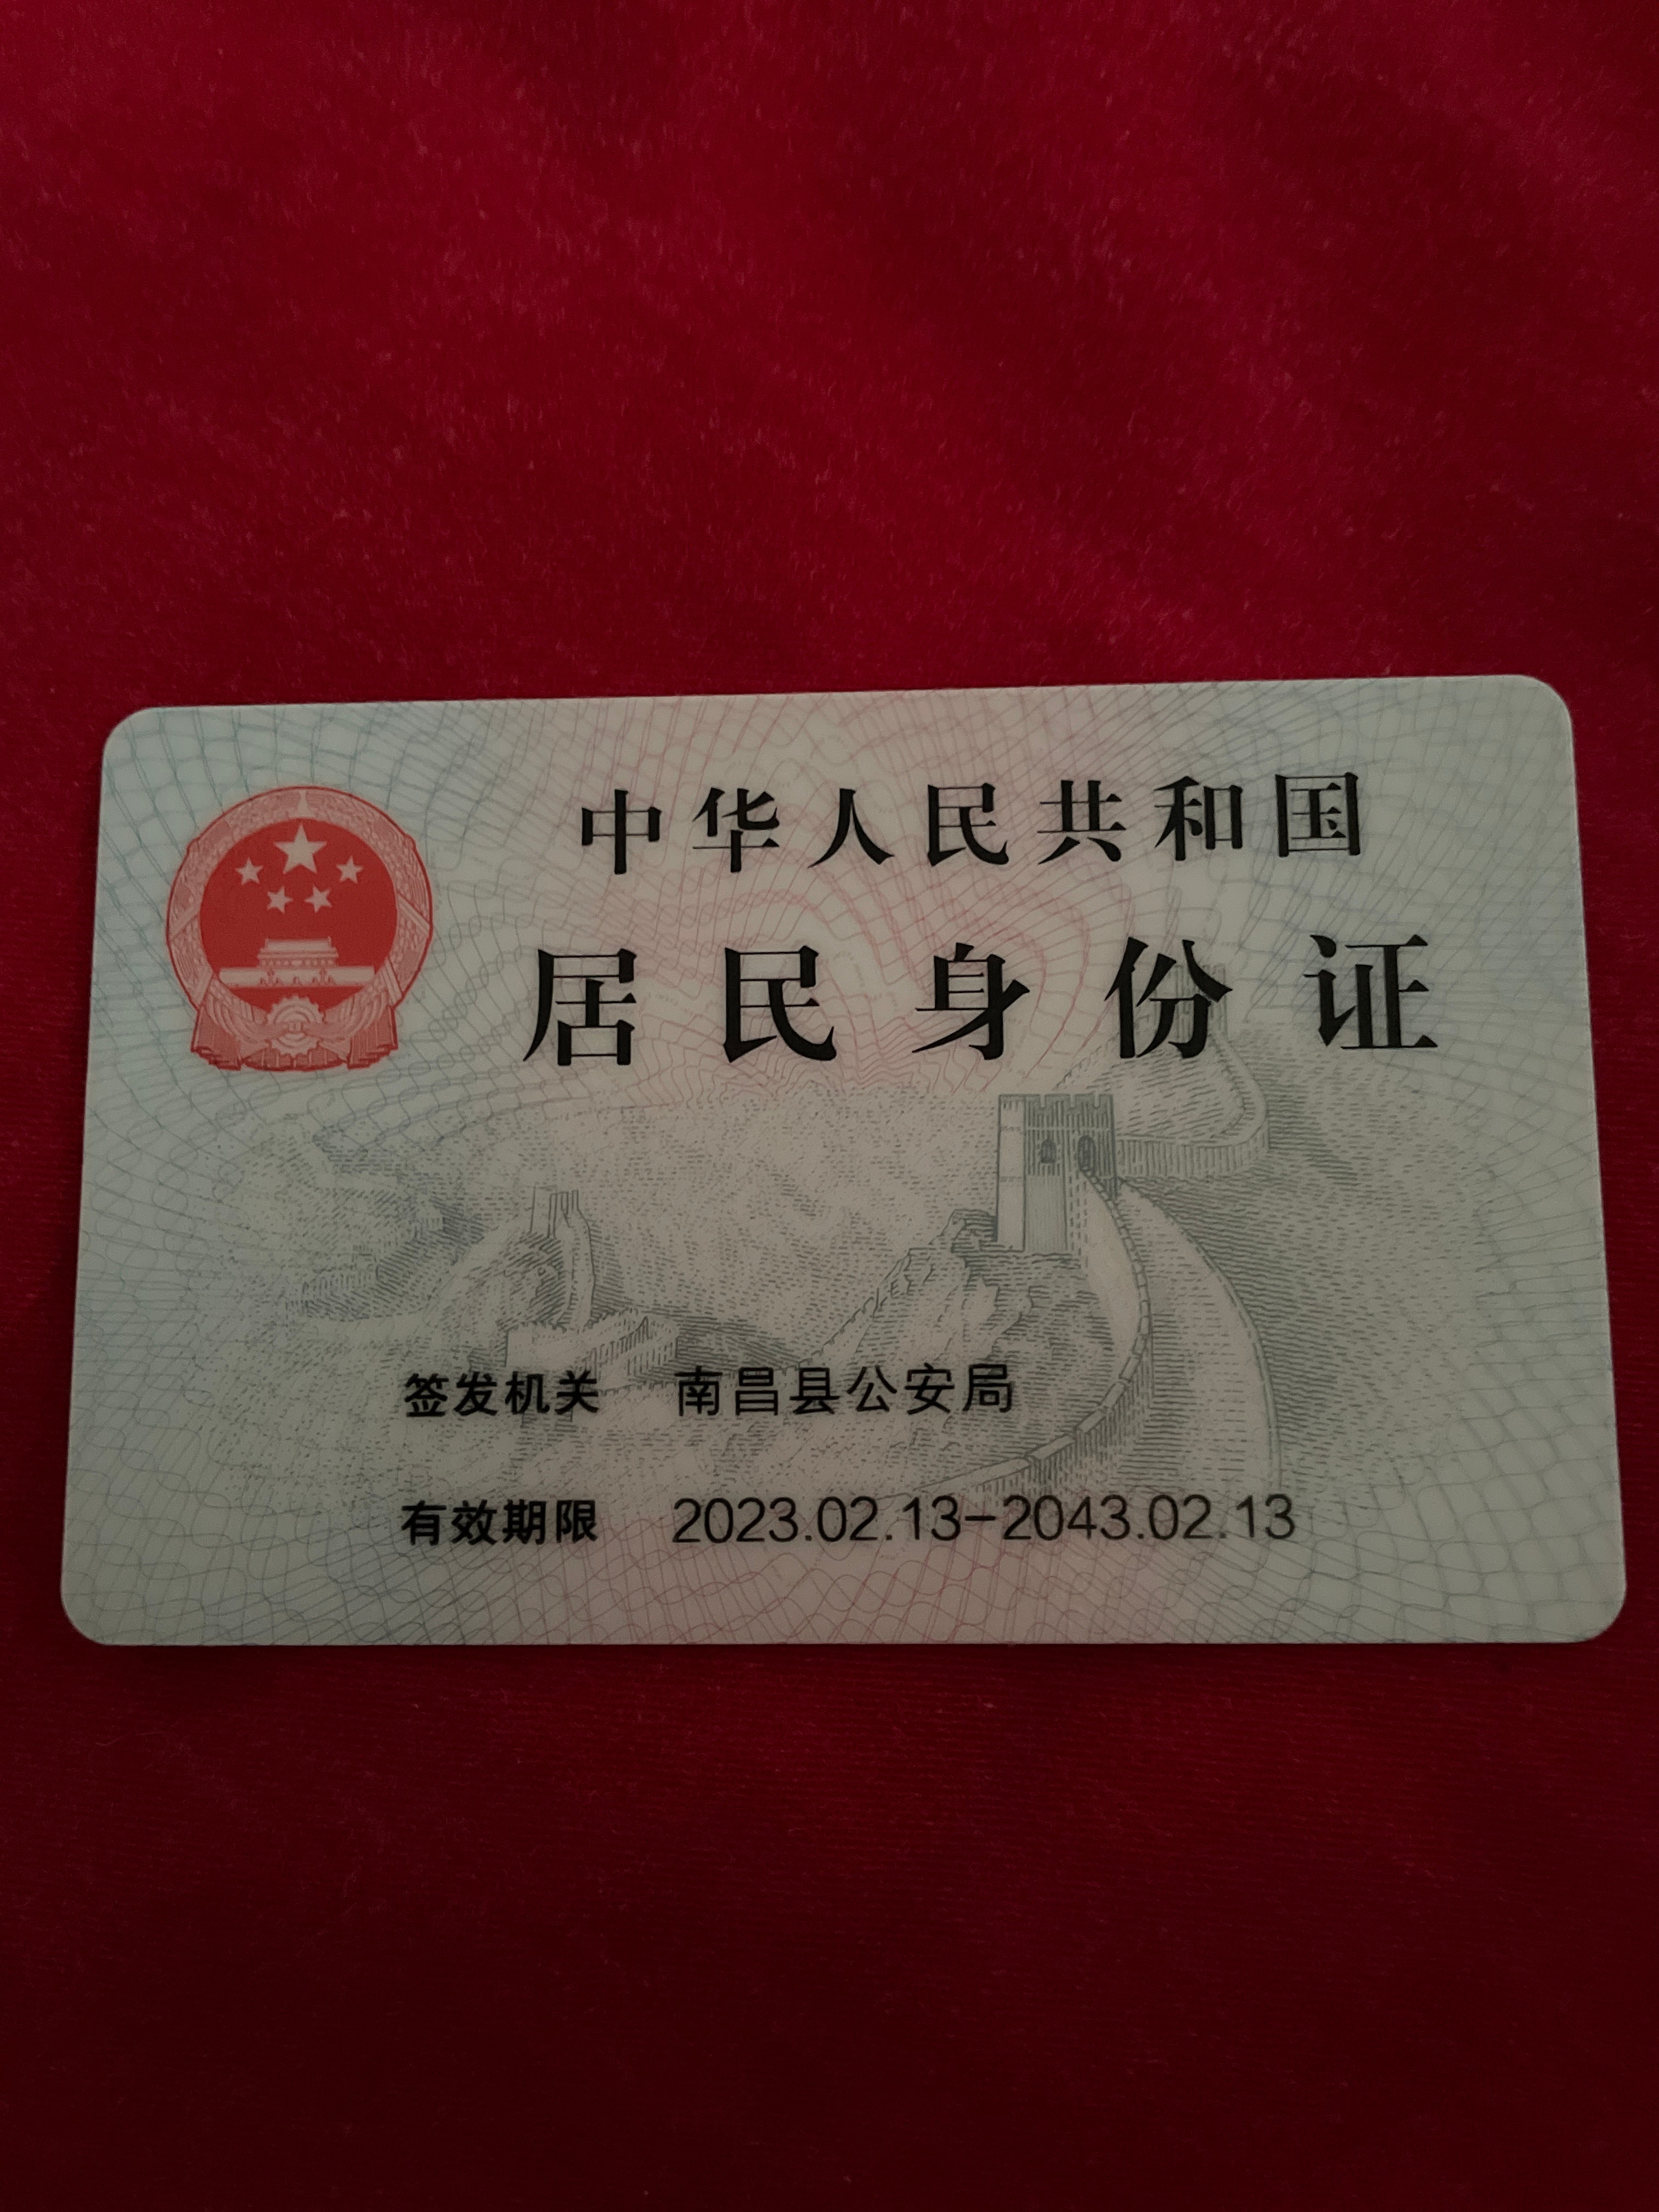 中华人民共和国
居民身份证
签发机关 南昌县公安局
有效期限 2023.02.13-2043.02.13